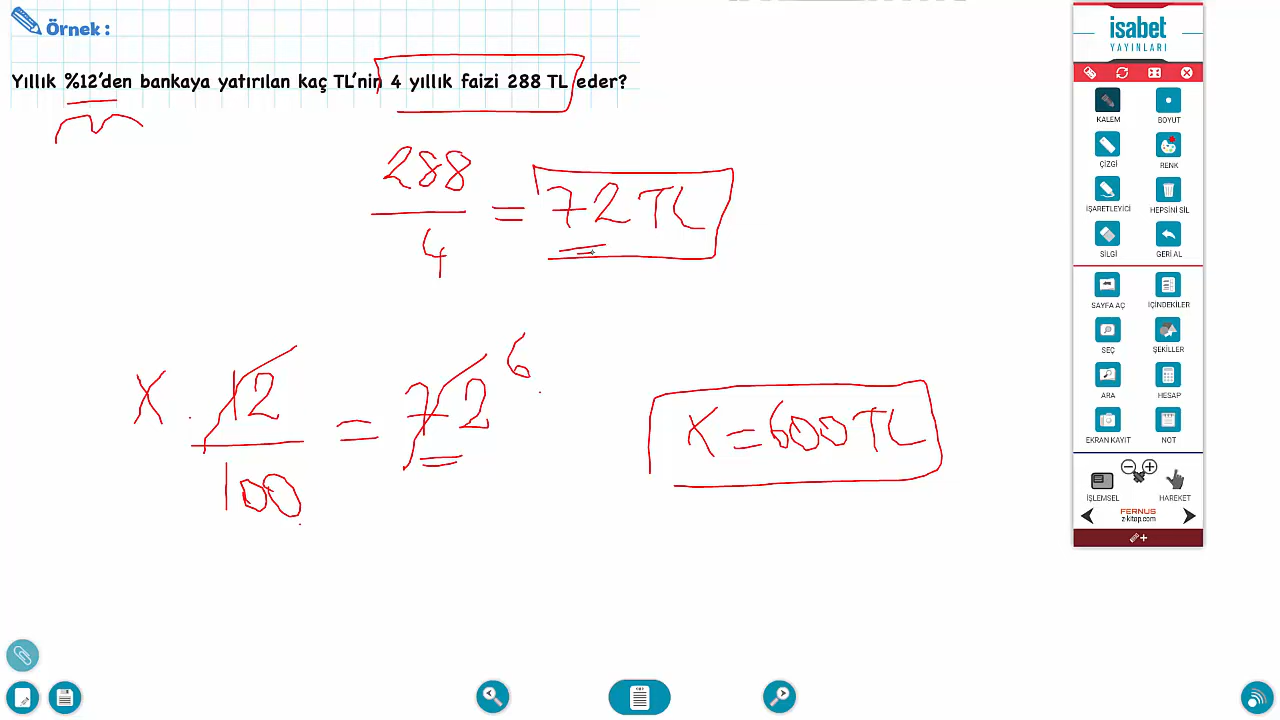 Örnek :
Yıllık %12'den bankaya yatırılan kaç TL'nin 4 yıllık faizi 288 TL eder?
288
4
= 72 TL
X . 12
100
= 72 6
X = 600 TL
isabet
YAYINLARI
KALEM BOYUT
ÇİZGİ RENK
İŞARETLEYİCİ HEPSİNİ SİL
SİLGİ GERİ AL
SAYFA AÇ İÇİNDEKİLER
SEÇ ŞEKİLLER
ARA HESAP
EKRAN KAYIT NOT
İŞLEMSEL HAREKET
FERNUS
z-kitap.com